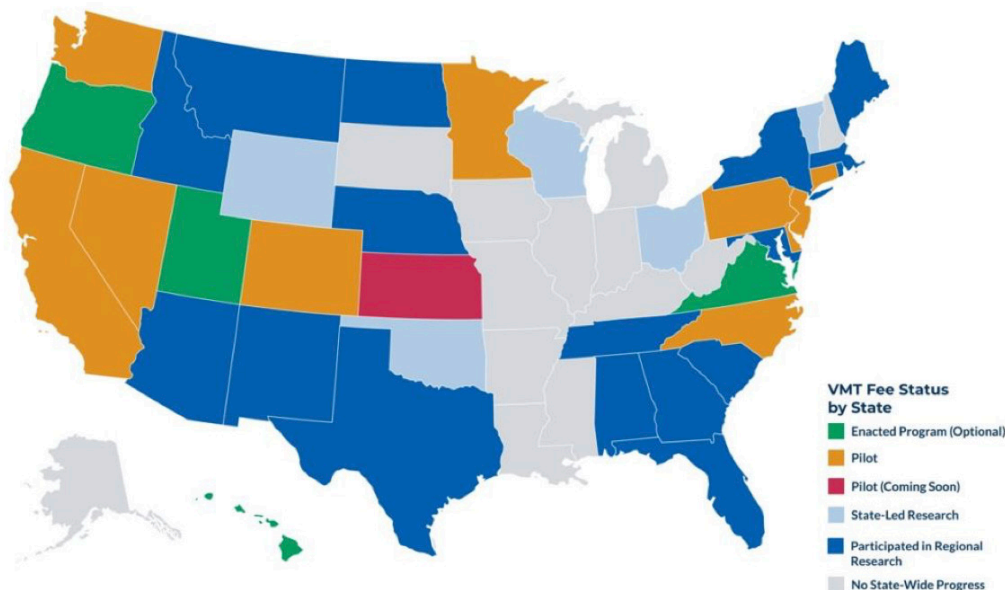 VMT Fee Status
by State
Enacted Program (Optional)
Pilot
Pilot (Coming Soon)
State-Led Research
Participated in Regional
Research
No State-Wide Progress